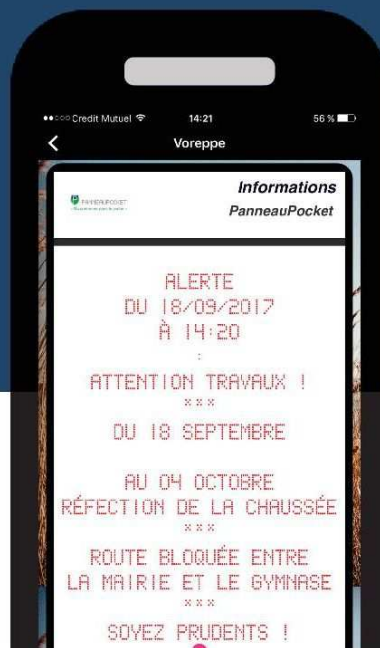 Credit Mutuel 14:21 56 %
Voreppe
Informations
PANNEAUPOCKET
PanneauPocket
ALERTE
DU 18/09/2017
À 14:20
:
ATTENTION TRAVAUX !
×××
DU 18 SEPTEMBRE
AU 04 OCTOBRE
RÉFECTION DE LA CHAUSSÉE
×××
ROUTE BLOQUÉE ENTRE
LA MAIRIE ET LE GYMNASE
×××
SOYEZ PRUDENTS !